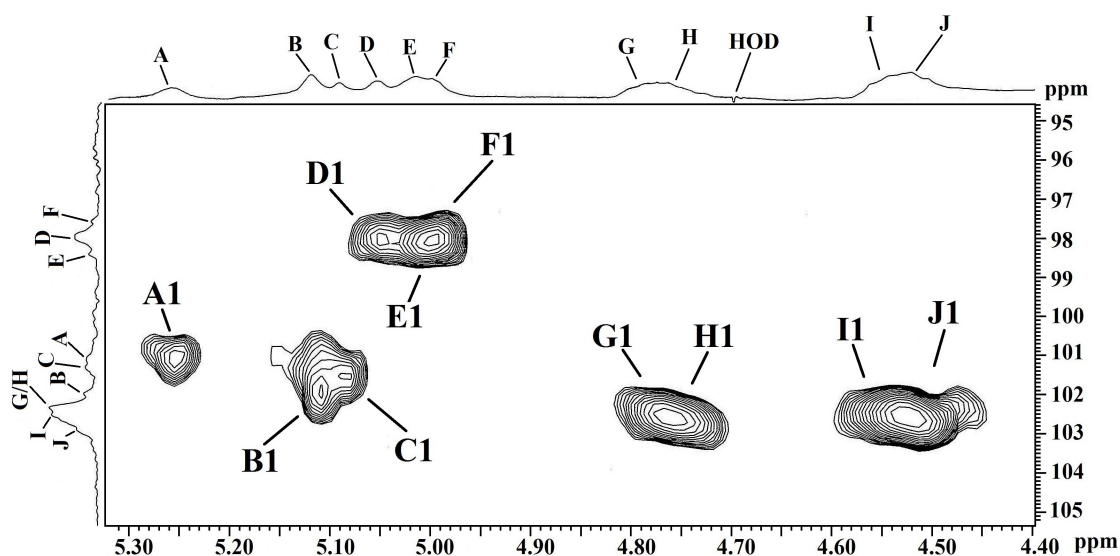 A B C D E F G H HOD I J
ppm
95
96
97
98
99
100
101
102
103
104
105
F
D
E
A
C
B
G/H
I
J
F1
D1
E1
A1
B1
C1
G1 H1
I1 J1
5.30 5.20 5.10 5.00 4.90 4.80 4.70 4.60 4.50 4.40 ppm